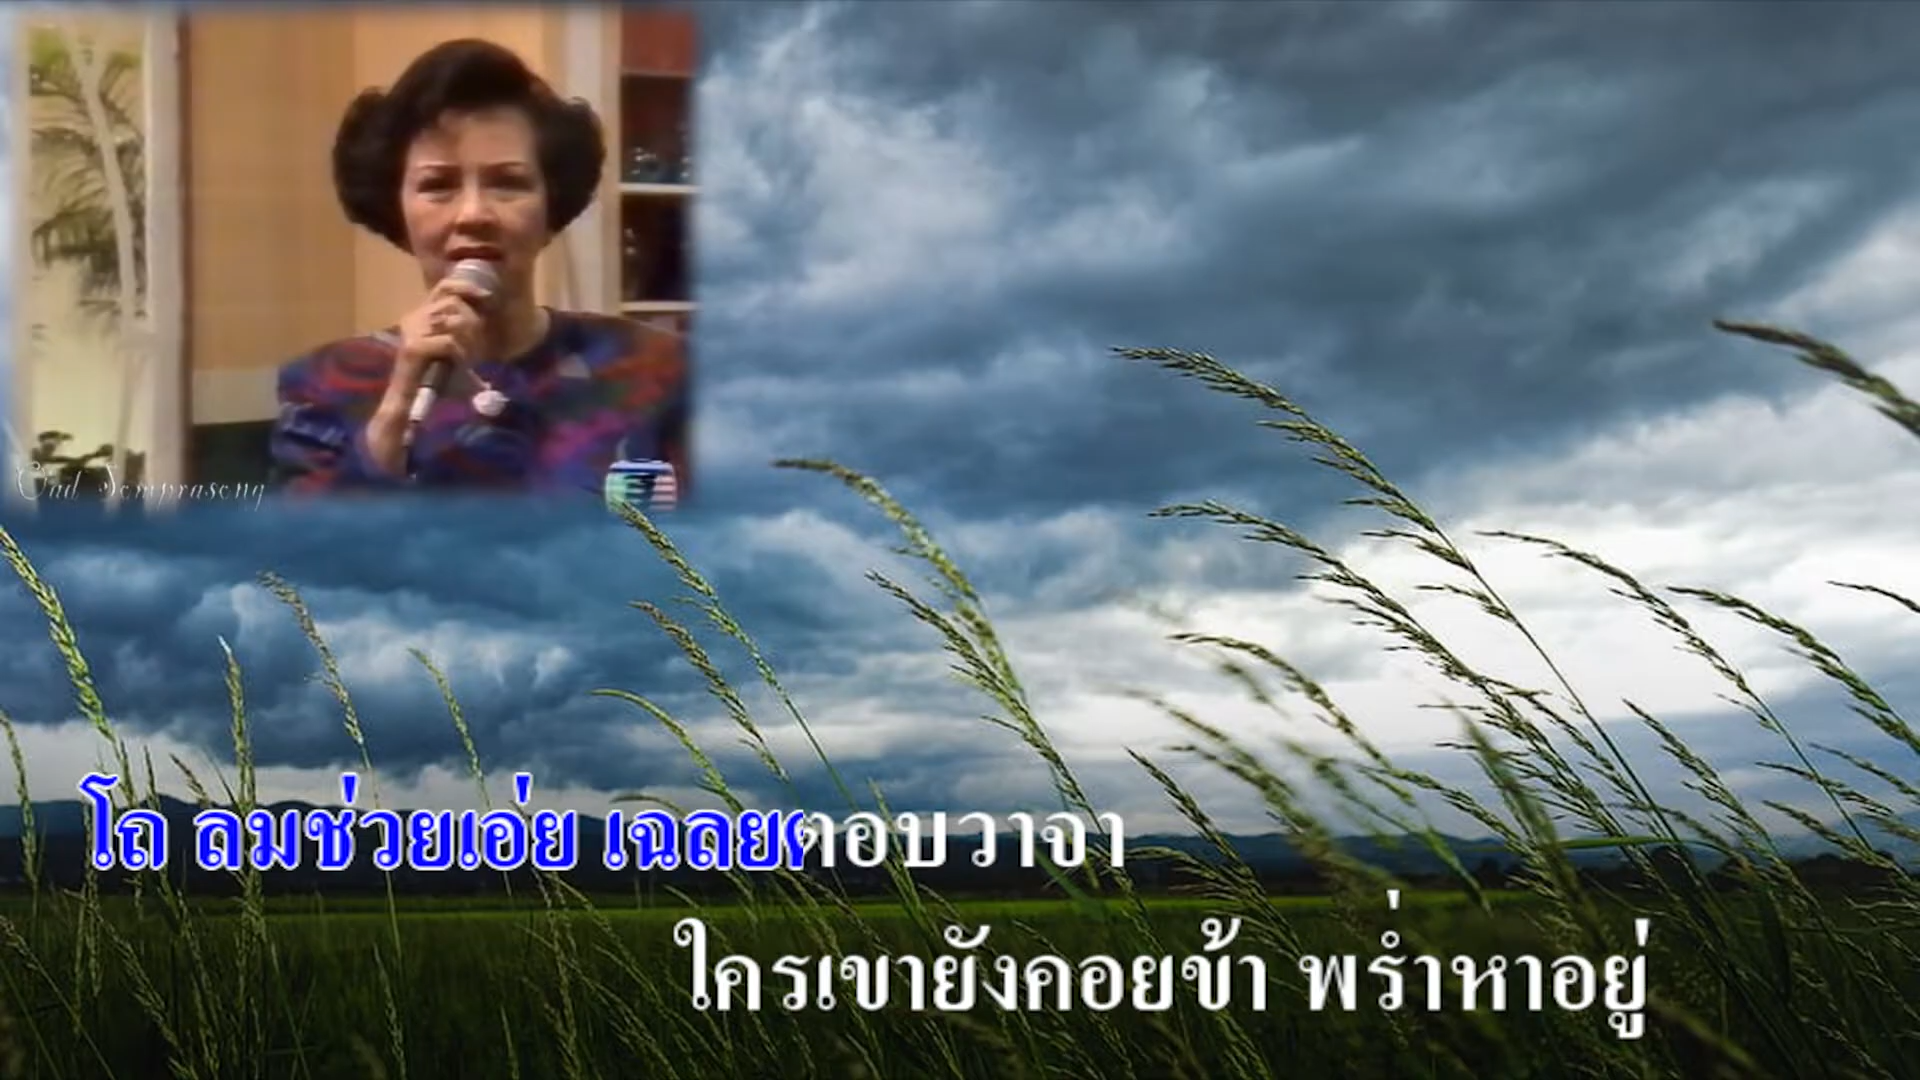 Vad Somprasong
โถ ลมช่วยเอ่ย เฉลยตอบวาจา
ใครเขายังคอยข้า พร่ำหาอยู่